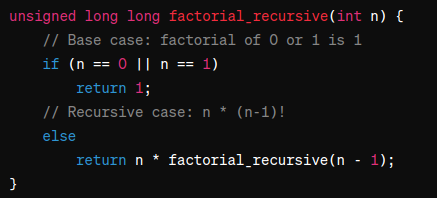 unsigned long long factorial_recursive(int n) {
    // Base case: factorial of 0 or 1 is 1
    if (n == 0 || n == 1)
        return 1;
    // Recursive case: n * (n-1)!
    else
        return n * factorial_recursive(n - 1);
}